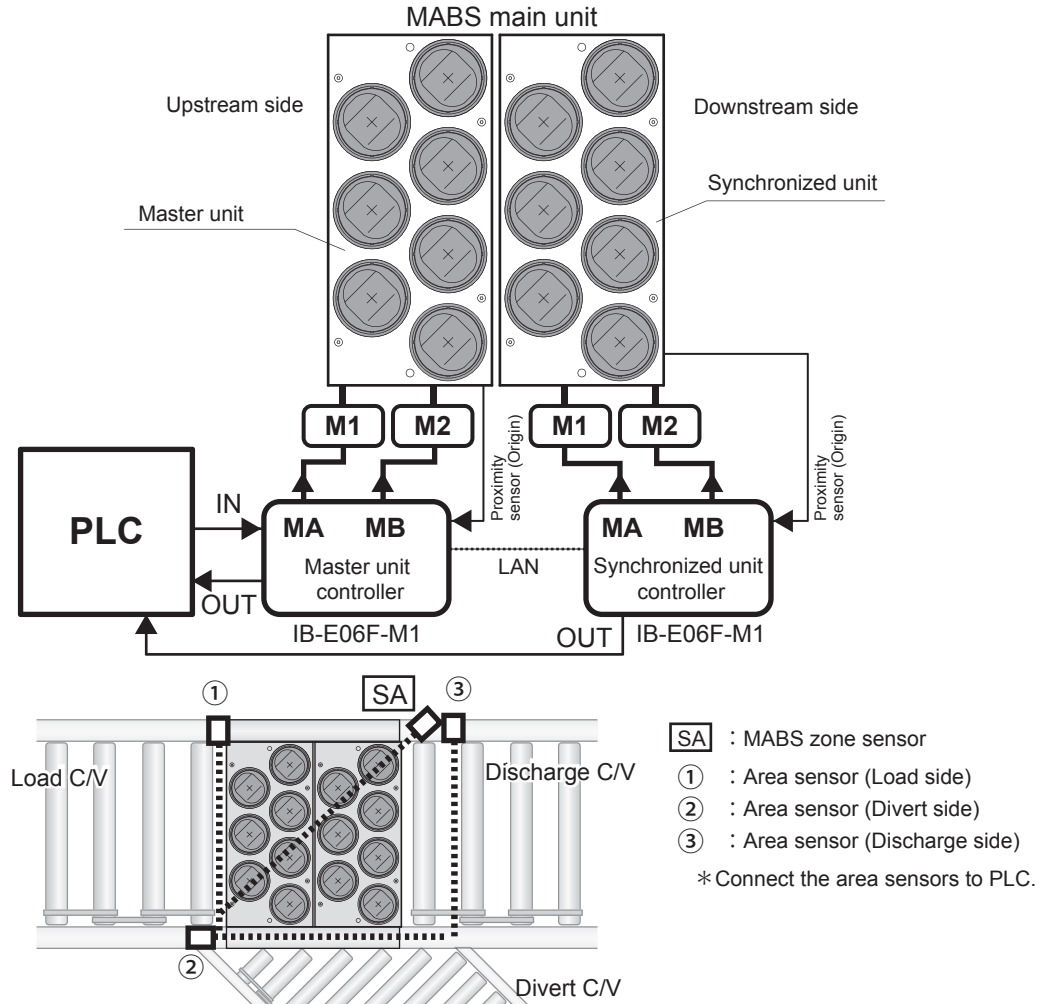 MABS main unit
Upstream side
Downstream side
Master unit
Synchronized unit
M1
M2
M1
M2
Proximity
sensor (Origin)
Proximity
sensor (Origin)
PLC
IN
OUT
MA MB
Master unit
controller
IB-E06F-M1
LAN
MA MB
Synchronized unit
controller
OUT
IB-E06F-M1
①
SA
③
Load C/V
Discharge C/V
②
Divert C/V
SA : MABS zone sensor
① : Area sensor (Load side)
② : Area sensor (Divert side)
③ : Area sensor (Discharge side)
＊Connect the area sensors to PLC.